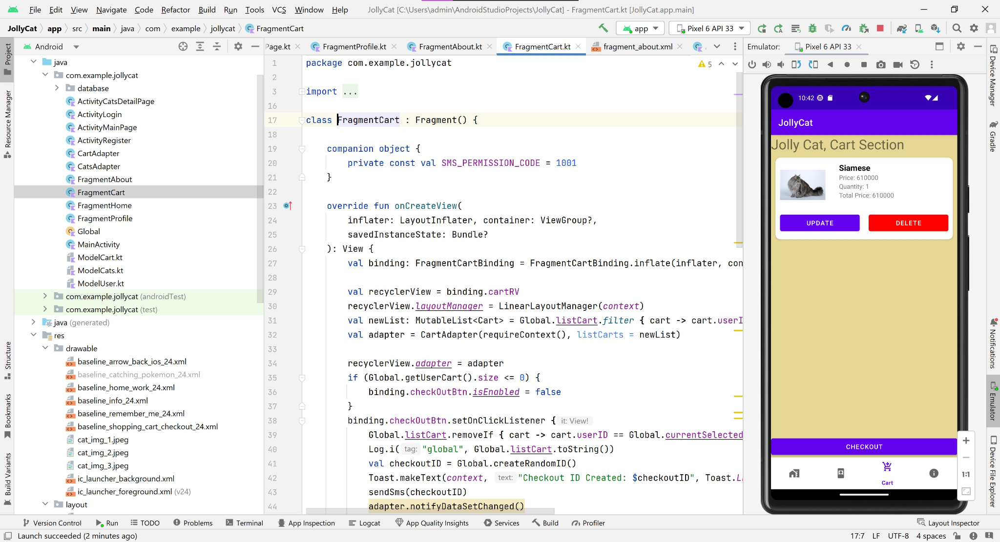 File Edit View Navigate Code Refactor Build Run Tools VCS Window Help JollyCat [C:\Users\admin\AndroidStudioProjects\JollyCat] - FragmentCart.kt [JollyCat.app.main]
JollyCat app src main java com example jollycat FragmentCart app Pixel 6 API 33
Android
Page.kt FragmentProfile.kt FragmentAbout.kt FragmentCart.kt fragment_about.xml
Emulator: Pixel 6 API 33
Project
Resource Manager
Structure
Bookmarks
Build Variants
java
com.example.jollycat
database
ActivityCatsDetailPage
ActivityLogin
ActivityMainPage
ActivityRegister
CartAdapter
CatsAdapter
FragmentAbout
FragmentCart
FragmentHome
FragmentProfile
Global
MainActivity
ModelCart.kt
ModelCats.kt
ModelUser.kt
com.example.jollycat (androidTest)
com.example.jollycat (test)
java (generated)
res
drawable
baseline_arrow_back_ios_24.xml
baseline_catching_pokemon_24.xml
baseline_home_work_24.xml
baseline_info_24.xml
baseline_remember_me_24.xml
baseline_shopping_cart_checkout_24.xml
cat_img_1.jpeg
cat_img_2.jpeg
cat_img_3.jpeg
ic_launcher_background.xml
ic_launcher_foreground.xml (v24)
layout
5
1 package com.example.jollycat
2
3 import ...
16
17 class FragmentCart : Fragment() {
18
19 companion object {
20 private const val SMS_PERMISSION_CODE = 1001
21 }
22
23 override fun onCreateView(
24 inflater: LayoutInflater, container: ViewGroup?,
25 savedInstanceState: Bundle?
26 ): View {
27 val binding: FragmentCartBinding = FragmentCartBinding.inflate(inflater, con
28
29 val recyclerView = binding.cartRV
30 recyclerView.layoutManager = LinearLayoutManager(context)
31 val newList: MutableList<Cart> = Global.listCart.filter { cart -> cart.userI
32 val adapter = CartAdapter(requireContext(), listCarts = newList)
33
34 recyclerView.adapter = adapter
35 if (Global.getUserCart().size <= 0) {
36 binding.checkOutBtn.isEnabled = false
37 }
38 binding.checkOutBtn.setOnClickListener { it: View!
39 Global.listCart.removeIf { cart -> cart.userID == Global.currentSelected
40 Log.i( tag: "global", Global.listCart.toString())
41 val checkoutID = Global.createRandomID()
42 Toast.makeText(context, text: "Checkout ID Created: $checkoutID", Toast.L
43 sendSms(checkoutID)
44 adapter.notifyDataSetChanged()
10:42
JollyCat
Jolly Cat, Cart Section
Siamese
Price: 610000
Quantity: 1
Total Price: 610000
UPDATE DELETE
CHECKOUT
Cart
1:1
Device Manager
Gradle
Notifications
Emulator
Device File Explorer
Version Control Run TODO Problems Terminal App Inspection Logcat App Quality Insights Services Build Profiler Layout Inspector
Launch succeeded (2 minutes ago) 17:7 LF UTF-8 4 spaces